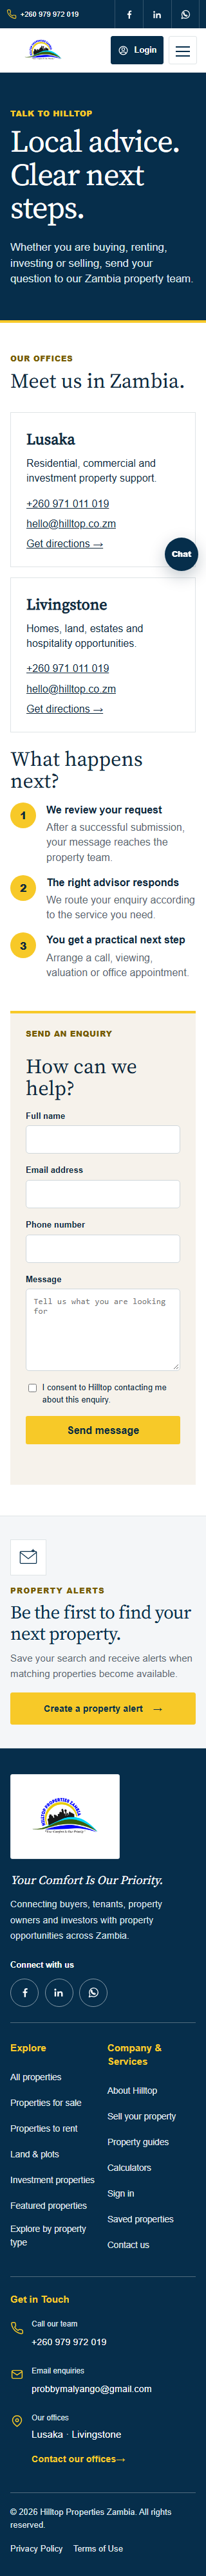 +260 979 972 019
Login
TALK TO HILLTOP
Local advice.
Clear next
steps.
Whether you are buying, renting,
investing or selling, send your
question to our Zambia property team.
OUR OFFICES
Meet us in Zambia.
Lusaka
Residential, commercial and
investment property support.
+260 971 011 019
hello@hilltop.co.zm
Get directions →
Chat
Livingstone
Homes, land, estates and
hospitality opportunities.
+260 971 011 019
hello@hilltop.co.zm
Get directions →
What happens
next?
1
We review your request
After a successful submission,
your message reaches the
property team.
2
The right advisor responds
We route your enquiry according
to the service you need.
3
You get a practical next step
Arrange a call, viewing,
valuation or office appointment.
SEND AN ENQUIRY
How can we
help?
Full name
Email address
Phone number
Message
Tell us what you are looking
for
I consent to Hilltop contacting me
about this enquiry.
Send message
PROPERTY ALERTS
Be the first to find your
next property.
Save your search and receive alerts when
matching properties become available.
Create a property alert →
HILLTOP PROPERTIES ZAMBIA
Your Comfort Is Our Priority.
Connecting buyers, tenants, property
owners and investors with property
opportunities across Zambia.
Connect with us
Explore
All properties
Properties for sale
Properties to rent
Land & plots
Investment properties
Featured properties
Explore by property
type
Company &
Services
About Hilltop
Sell your property
Property guides
Calculators
Sign in
Saved properties
Contact us
Get in Touch
Call our team
+260 979 972 019
Email enquiries
probbymalyango@gmail.com
Our offices
Lusaka · Livingstone
Contact our offices→
© 2026 Hilltop Properties Zambia. All rights
reserved.
Privacy Policy Terms of Use